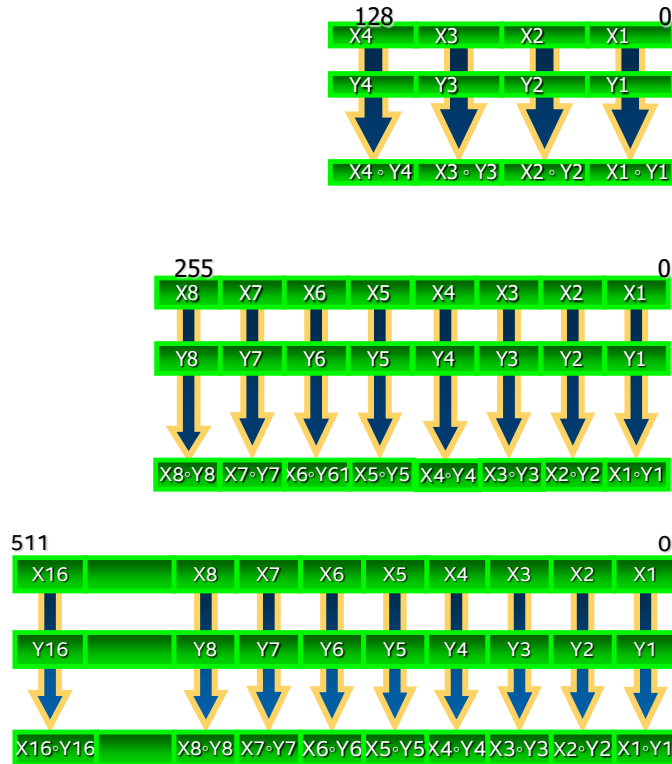 128 0
X4 X3 X2 X1
Y4 Y3 Y2 Y1
X4◦Y4 X3◦Y3 X2◦Y2 X1◦Y1
255 0
X8 X7 X6 X5 X4 X3 X2 X1
Y8 Y7 Y6 Y5 Y4 Y3 Y2 Y1
X8◦Y8 X7◦Y7 X6◦Y61 X5◦Y5 X4◦Y4 X3◦Y3 X2◦Y2 X1◦Y1
511 0
X16 X8 X7 X6 X5 X4 X3 X2 X1
Y16 Y8 Y7 Y6 Y5 Y4 Y3 Y2 Y1
X16◦Y16 X8◦Y8 X7◦Y7 X6◦Y6 X5◦Y5 X4◦Y4 X3◦Y3 X2◦Y2 X1◦Y1